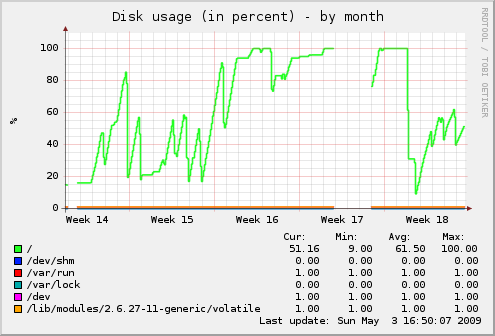 Disk usage (in percent) - by month
RRDTOOL / TOBI OETIKER
100
80
60
40
20
0
%
Week 14 Week 15 Week 16 Week 17 Week 18
Cur: Min: Avg: Max:
/ 51.16 9.00 61.50 100.00
/dev/shm 0.00 0.00 0.00 0.00
/var/run 1.00 1.00 1.00 1.00
/var/lock 0.00 0.00 0.00 0.00
/dev 1.00 1.00 1.00 1.00
/lib/modules/2.6.27-11-generic/volatile 1.00 1.00 1.00 1.00
Last update: Sun May 3 16:50:07 2009